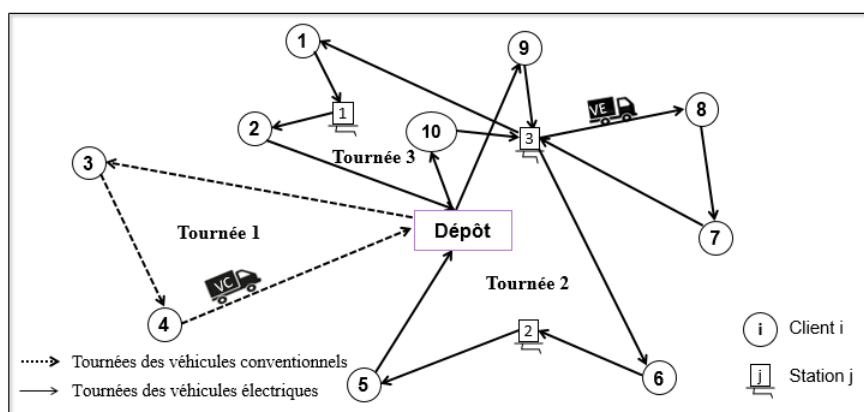 1
9
VE
8
1
2
10
3
3
Tournée 3
7
Tournée 1
Dépôt
Tournée 2
VC
4
2
i
Client i
5
6
j
Station j
Tournées des véhicules conventionnels
Tournées des véhicules électriques